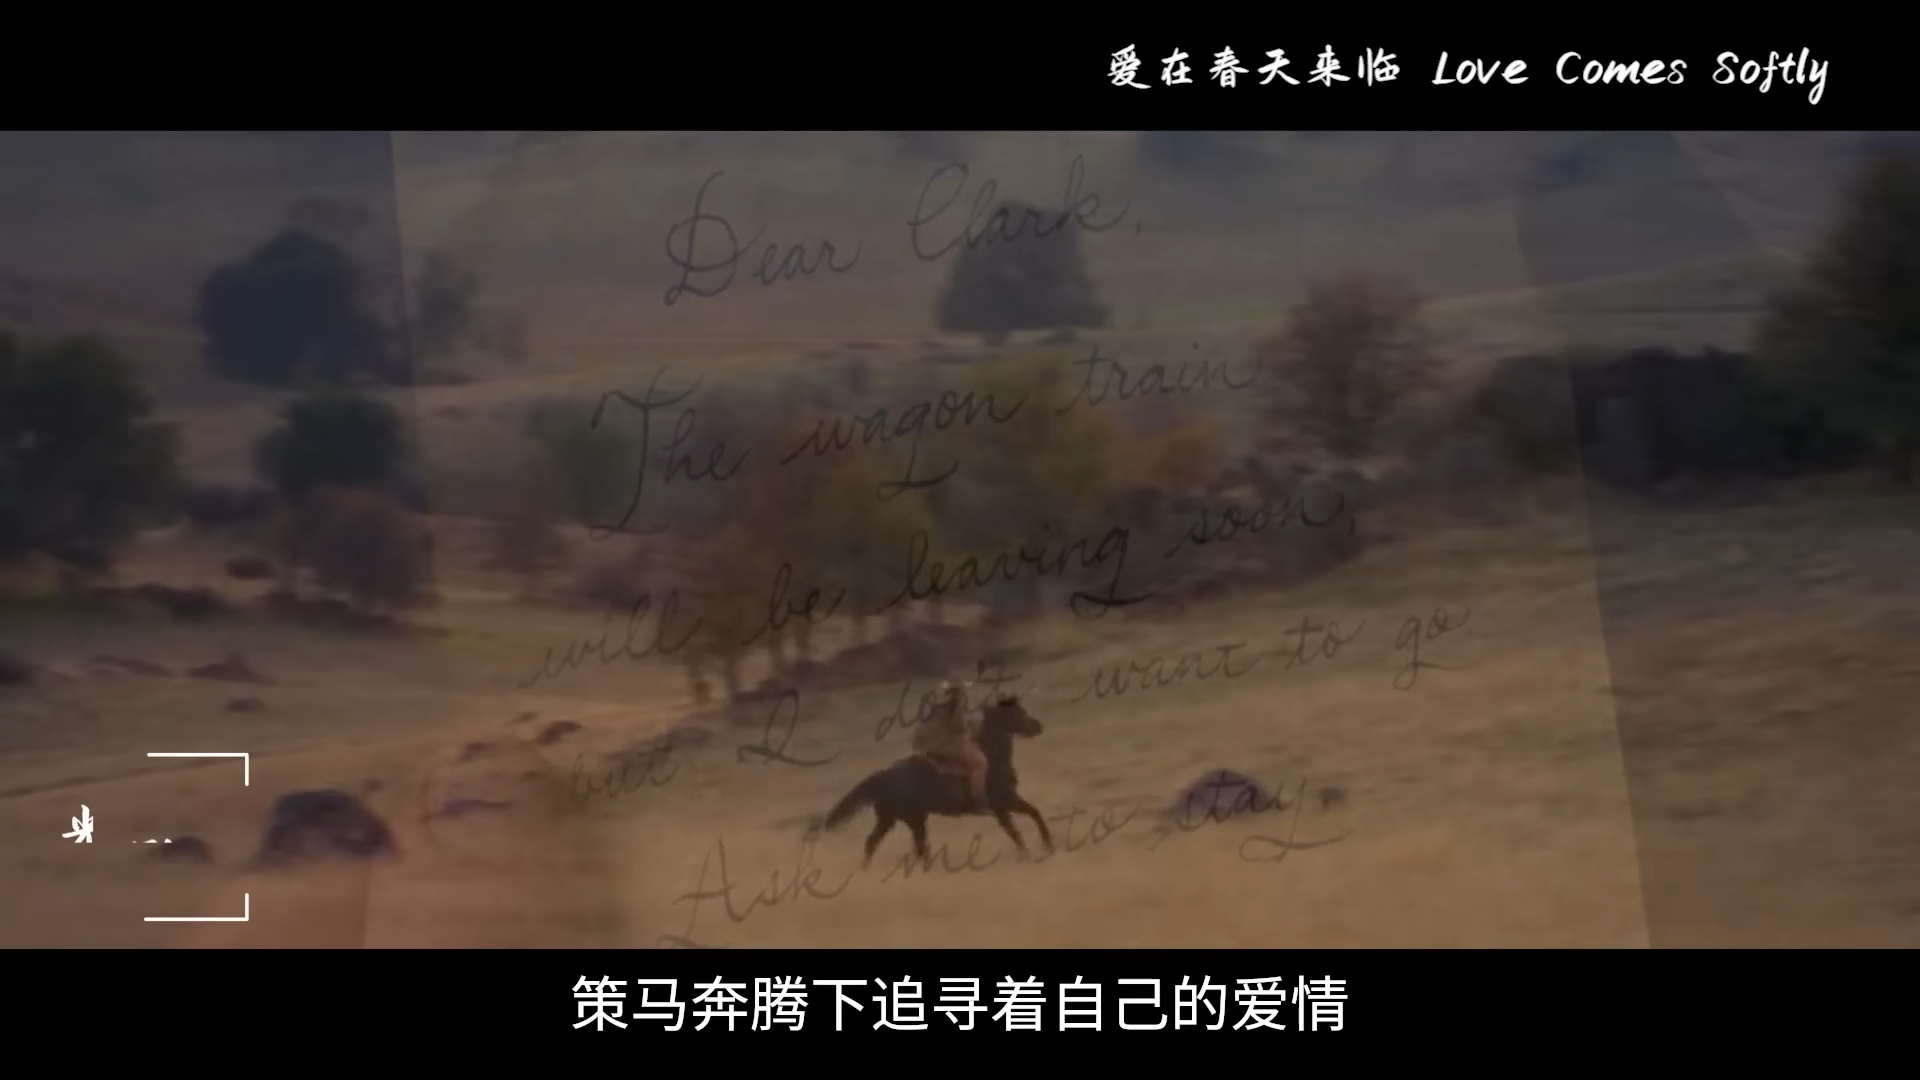 爱在春天来临 Love Comes Softly
Dear Clark,
The wagon train
will be leaving soon,
but I don't want to go.
Ask me to stay.
策马奔腾下追寻着自己的爱情